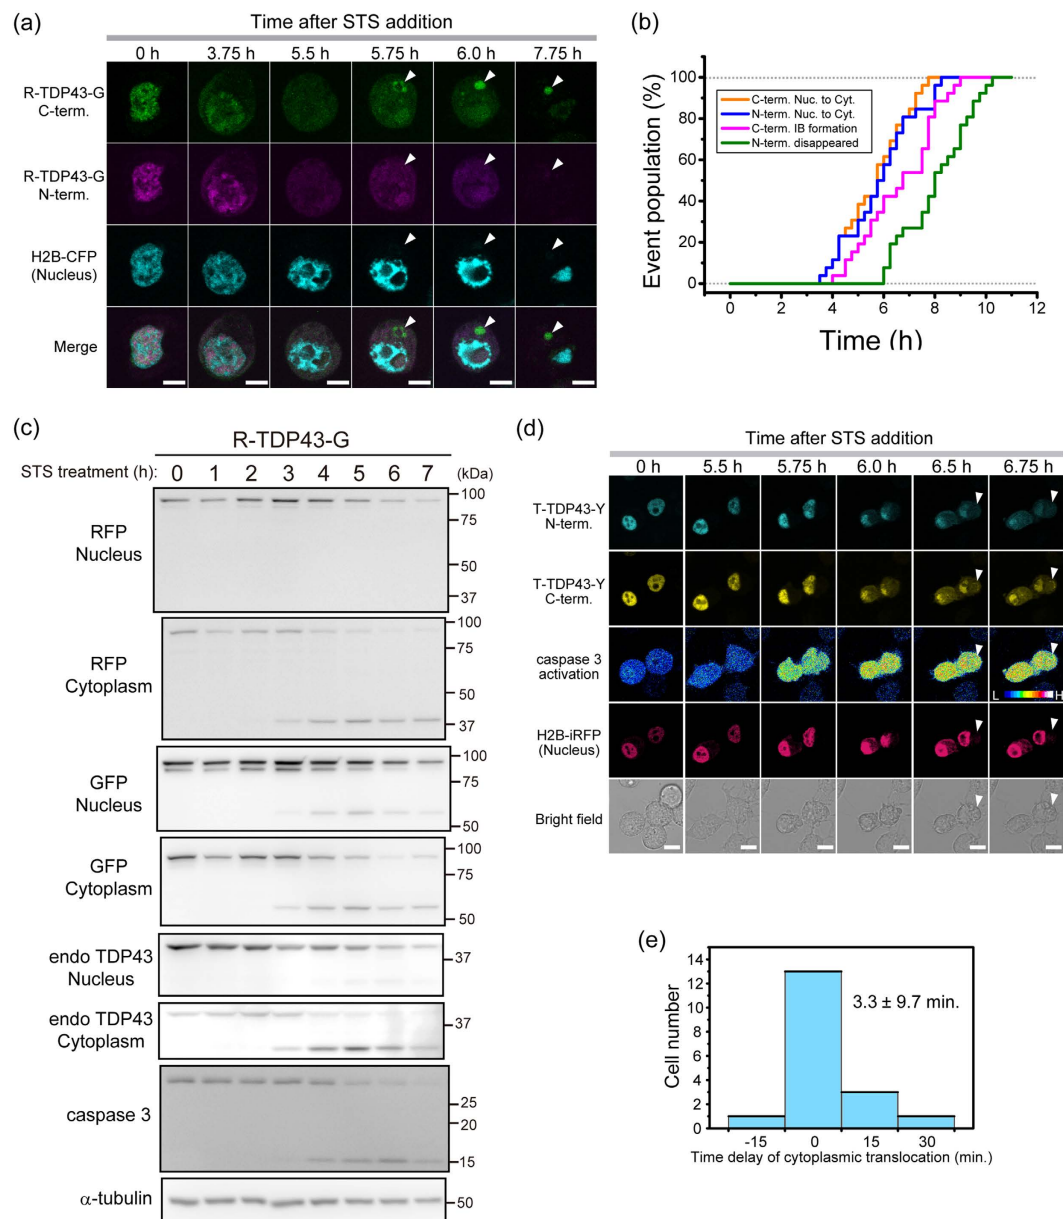 (a)
Time after STS addition
0 h 3.75 h 5.5 h 5.75 h 6.0 h 7.75 h
R-TDP43-G
C-term.
R-TDP43-G
N-term.
H2B-CFP
(Nucleus)
Merge
(b)
Event population (%)
100
80
60
40
20
0
C-term. Nuc. to Cyt.
N-term. Nuc. to Cyt.
C-term. IB formation
N-term. disappeared
0 2 4 6 8 10 12
Time (h)
(c)
R-TDP43-G
STS treatment (h): 0 1 2 3 4 5 6 7 (kDa)
RFP
Nucleus
100
75
50
37
RFP
Cytoplasm
100
75
50
37
GFP
Nucleus
100
75
50
GFP
Cytoplasm
100
75
50
endo TDP43
Nucleus
37
endo TDP43
Cytoplasm
37
caspase 3
25
20
15
α-tubulin
50
(d)
Time after STS addition
0 h 5.5 h 5.75 h 6.0 h 6.5 h 6.75 h
T-TDP43-Y
N-term.
T-TDP43-Y
C-term.
caspase 3
activation
L H
H2B-iRFP
(Nucleus)
Bright field
(e)
Cell number
14
12
10
8
6
4
2
0
3.3 ± 9.7 min.
-15 0 15 30
Time delay of cytoplasmic translocation (min.)